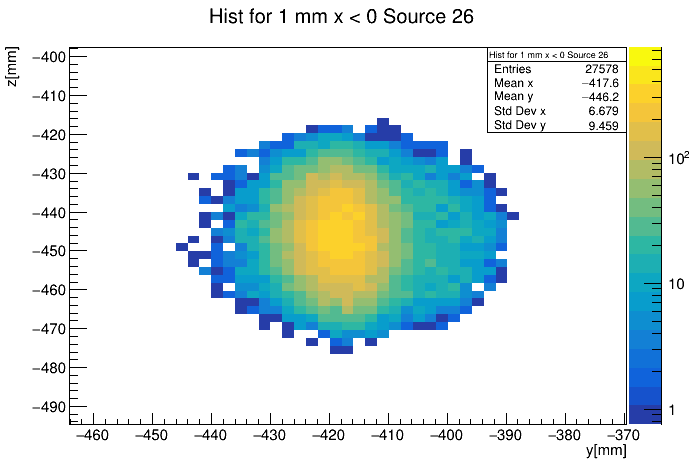 Hist for 1 mm x < 0 Source 26
z[mm]
Hist for 1 mm x < 0 Source 26
Entries 27578
Mean x −417.6
Mean y −446.2
Std Dev x 6.679
Std Dev y 9.459
−400
−410
−420
−430
−440
−450
−460
−470
−480
−490
10²
10
1
−460 −450 −440 −430 −420 −410 −400 −390 −380 −370
y[mm]